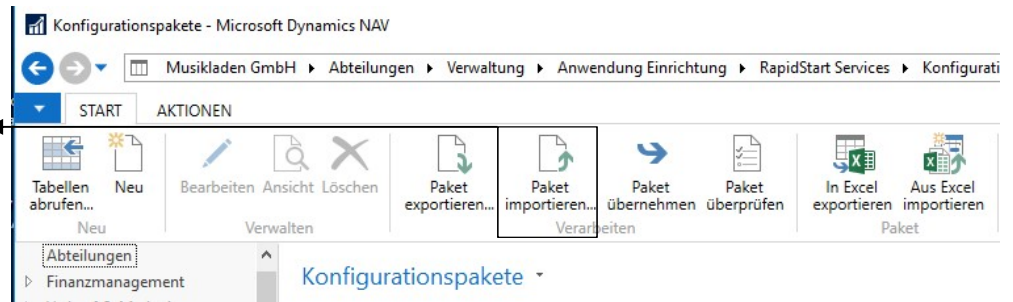 Konfigurationspakete - Microsoft Dynamics NAV
Musikladen GmbH Abteilungen Verwaltung Anwendung Einrichtung RapidStart Services Konfigurati
START AKTIONEN
Tabellen Neu Bearbeiten Ansicht Löschen Paket Paket Paket Paket In Excel Aus Excel
abrufen... exportieren... importieren... übernehmen überprüfen exportieren importieren
Neu Verwalten Verarbeiten Paket
Abteilungen
Finanzmanagement
Konfigurationspakete